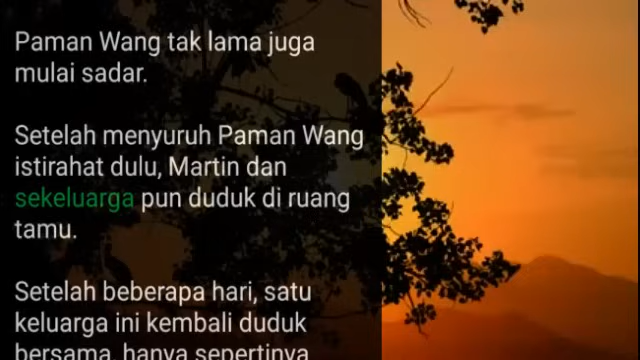 Paman Wang tak lama juga
mulai sadar.
Setelah menyuruh Paman Wang
istirahat dulu, Martin dan
sekeluarga pun duduk di ruang
tamu.
Setelah beberapa hari, satu
keluarga ini kembali duduk
bersama, hanya sepertinya